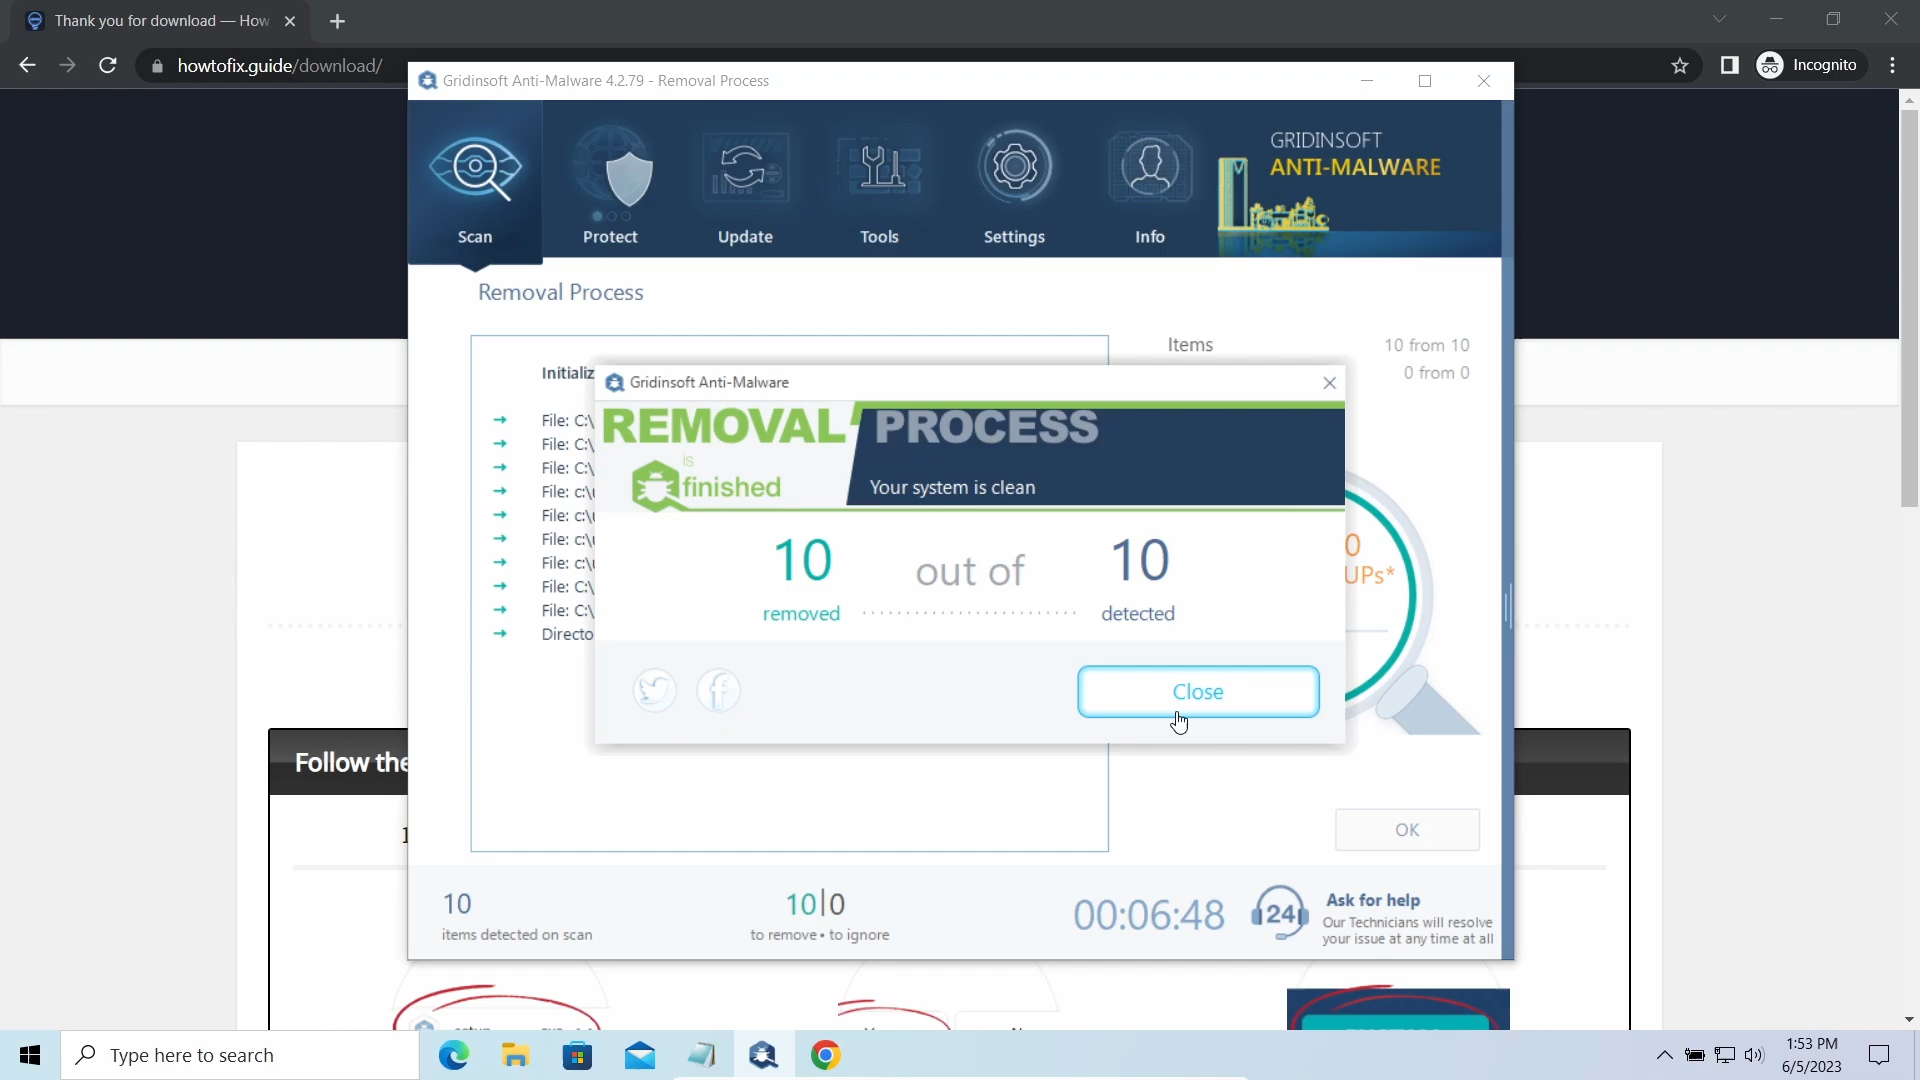 Thank you for download — How
howtofix.guide/download/
Incognito
Gridinsoft Anti-Malware 4.2.79 - Removal Process
Scan
Protect
Update
Tools
Settings
Info
GRIDINSOFT
ANTI-MALWARE
Removal Process
Items
10 from 10
0 from 0
Initializ
Gridinsoft Anti-Malware
REMOVAL PROCESS
is
finished
Your system is clean
File: C:\
File: C:\
File: C:\
File: c:\u
File: c:\u
File: c:\u
File: c:\u
File: C:\
File: C:\
Directo
10 out of 10
removed
detected
0
UPs*
Close
Follow the
1
OK
10
items detected on scan
10|0
to remove • to ignore
00:06:48
24
Ask for help
Our Technicians will resolve
your issue at any time at all
Type here to search
1:53 PM
6/5/2023